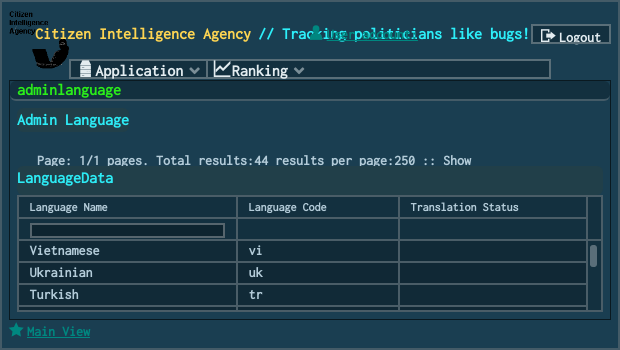 Citizen
Intelligence
Agency
Citizen Intelligence Agency // Tracking politicians like bugs!
Logout
Application
Ranking
adminlanguage
Admin Language
Page: 1/1 pages. Total results:44 results per page:250 :: Show
LanguageData
Language Name Language Code Translation Status
Vietnamese vi
Ukrainian uk
Turkish tr
Main View